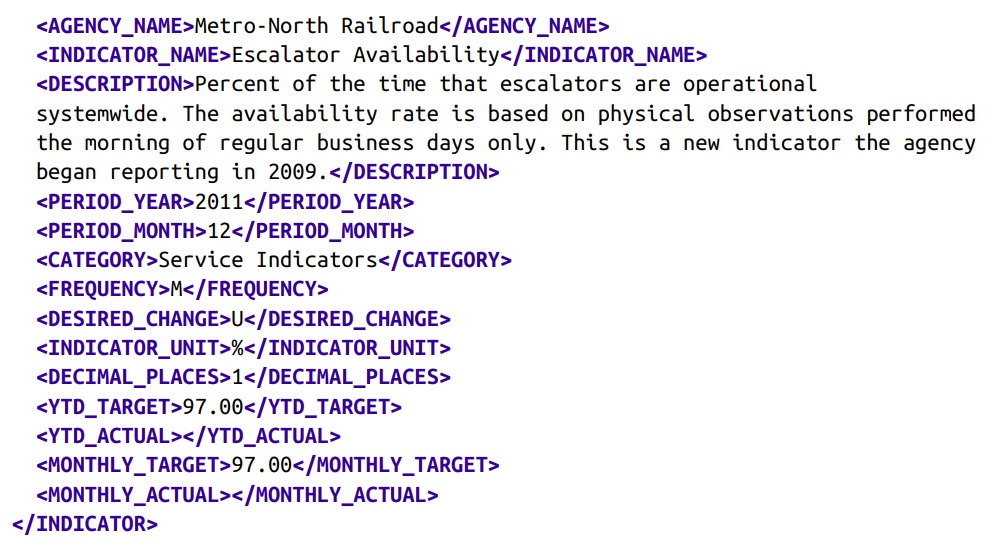 <AGENCY_NAME>Metro-North Railroad</AGENCY_NAME>
<INDICATOR_NAME>Escalator Availability</INDICATOR_NAME>
<DESCRIPTION>Percent of the time that escalators are operational
systemwide. The availability rate is based on physical observations performed
the morning of regular business days only. This is a new indicator the agency
began reporting in 2009.</DESCRIPTION>
<PERIOD_YEAR>2011</PERIOD_YEAR>
<PERIOD_MONTH>12</PERIOD_MONTH>
<CATEGORY>Service Indicators</CATEGORY>
<FREQUENCY>M</FREQUENCY>
<DESIRED_CHANGE>U</DESIRED_CHANGE>
<INDICATOR_UNIT>%</INDICATOR_UNIT>
<DECIMAL_PLACES>1</DECIMAL_PLACES>
<YTD_TARGET>97.00</YTD_TARGET>
<YTD_ACTUAL></YTD_ACTUAL>
<MONTHLY_TARGET>97.00</MONTHLY_TARGET>
<MONTHLY_ACTUAL></MONTHLY_ACTUAL>
</INDICATOR>